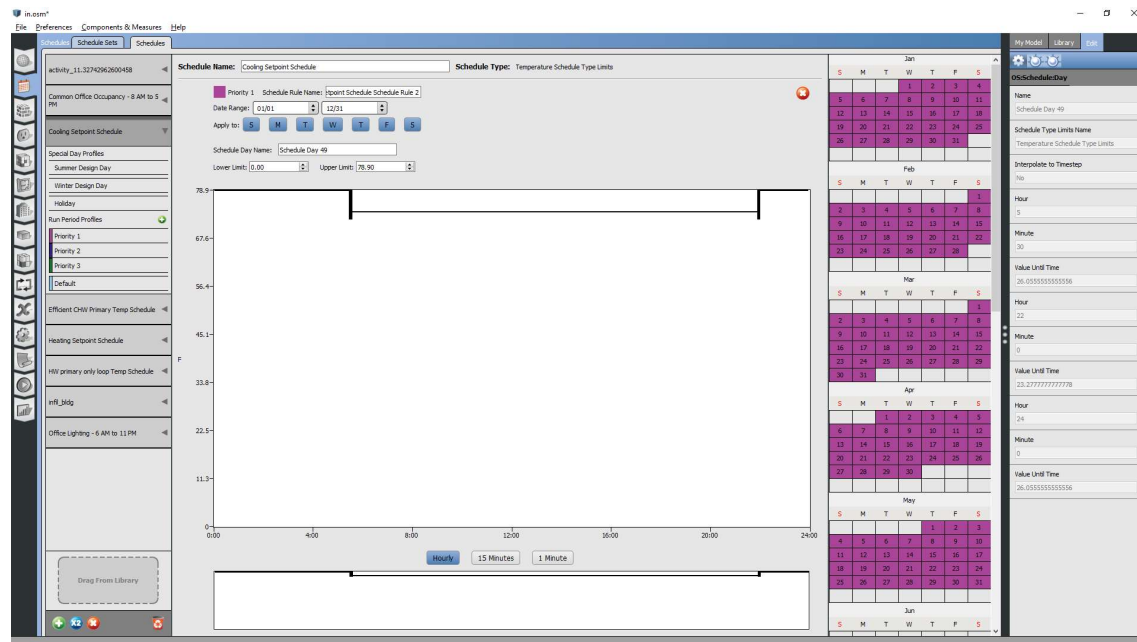 in.osm*
File Preferences Components & Measures Help
Schedules Schedule Sets Schedules
My Model Library Edit
activity_11.32742962600458
Common Office Occupancy - 8 AM to 5 PM
Cooling Setpoint Schedule
Special Day Profiles
Summer Design Day
Winter Design Day
Holiday
Run Period Profiles
Priority 1
Priority 2
Priority 3
Default
Efficient CHW Primary Temp Schedule
Heating Setpoint Schedule
HW primary only loop Temp Schedule
infil_bldg
Office Lighting - 6 AM to 11 PM
Drag From Library
X2
Schedule Name: Cooling Setpoint Schedule Schedule Type: Temperature Schedule Type Limits
Priority 1 Schedule Rule Name: tpoint Schedule Schedule Rule 2
Date Range: 01/01 12/31
Apply to: S M T W T F S
Schedule Day Name: Schedule Day 49
Lower Limit: 0.00 Upper Limit: 78.90
78.9
67.6
56.4
45.1
F
33.8
22.5
11.3
0
0:00 4:00 8:00 12:00 16:00 20:00 24:00
Hourly 15 Minutes 1 Minute
Jan
S M T W T F S
1 2 3 4
5 6 7 8 9 10 11
12 13 14 15 16 17 18
19 20 21 22 23 24 25
26 27 28 29 30 31
Feb
S M T W T F S
1
2 3 4 5 6 7 8
9 10 11 12 13 14 15
16 17 18 19 20 21 22
23 24 25 26 27 28
Mar
S M T W T F S
1
2 3 4 5 6 7 8
9 10 11 12 13 14 15
16 17 18 19 20 21 22
23 24 25 26 27 28 29
30 31
Apr
S M T W T F S
1 2 3 4 5
6 7 8 9 10 11 12
13 14 15 16 17 18 19
20 21 22 23 24 25 26
27 28 29 30
May
S M T W T F S
1 2 3
4 5 6 7 8 9 10
11 12 13 14 15 16 17
18 19 20 21 22 23 24
25 26 27 28 29 30 31
Jun
S M T W T F S
OS:Schedule:Day
Name
Schedule Day 49
Schedule Type Limits Name
Temperature Schedule Type Limits
Interpolate to Timestep
No
Hour
5
Minute
30
Value Until Time
26.0555555555556
Hour
22
Minute
0
Value Until Time
23.2777777777778
Hour
24
Minute
0
Value Until Time
26.0555555555556